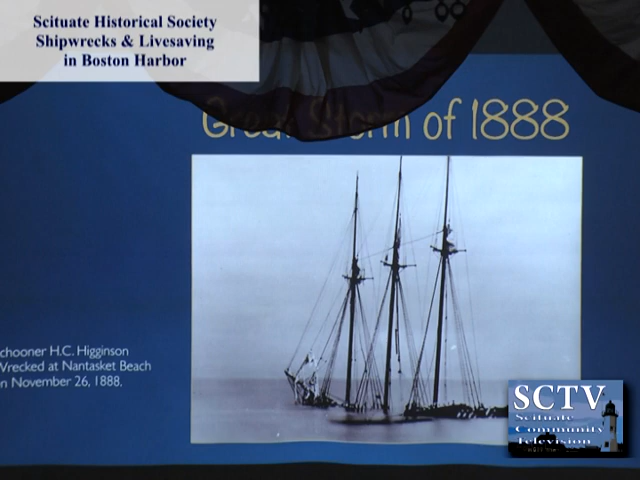 Scituate Historical Society
Shipwrecks & Livesaving
in Boston Harbor
Great Storm of 1888
chooner H.C. Higginson
Wrecked at Nantasket Beach
n November 26, 1888.
SCTV
Scituate
Community
Television